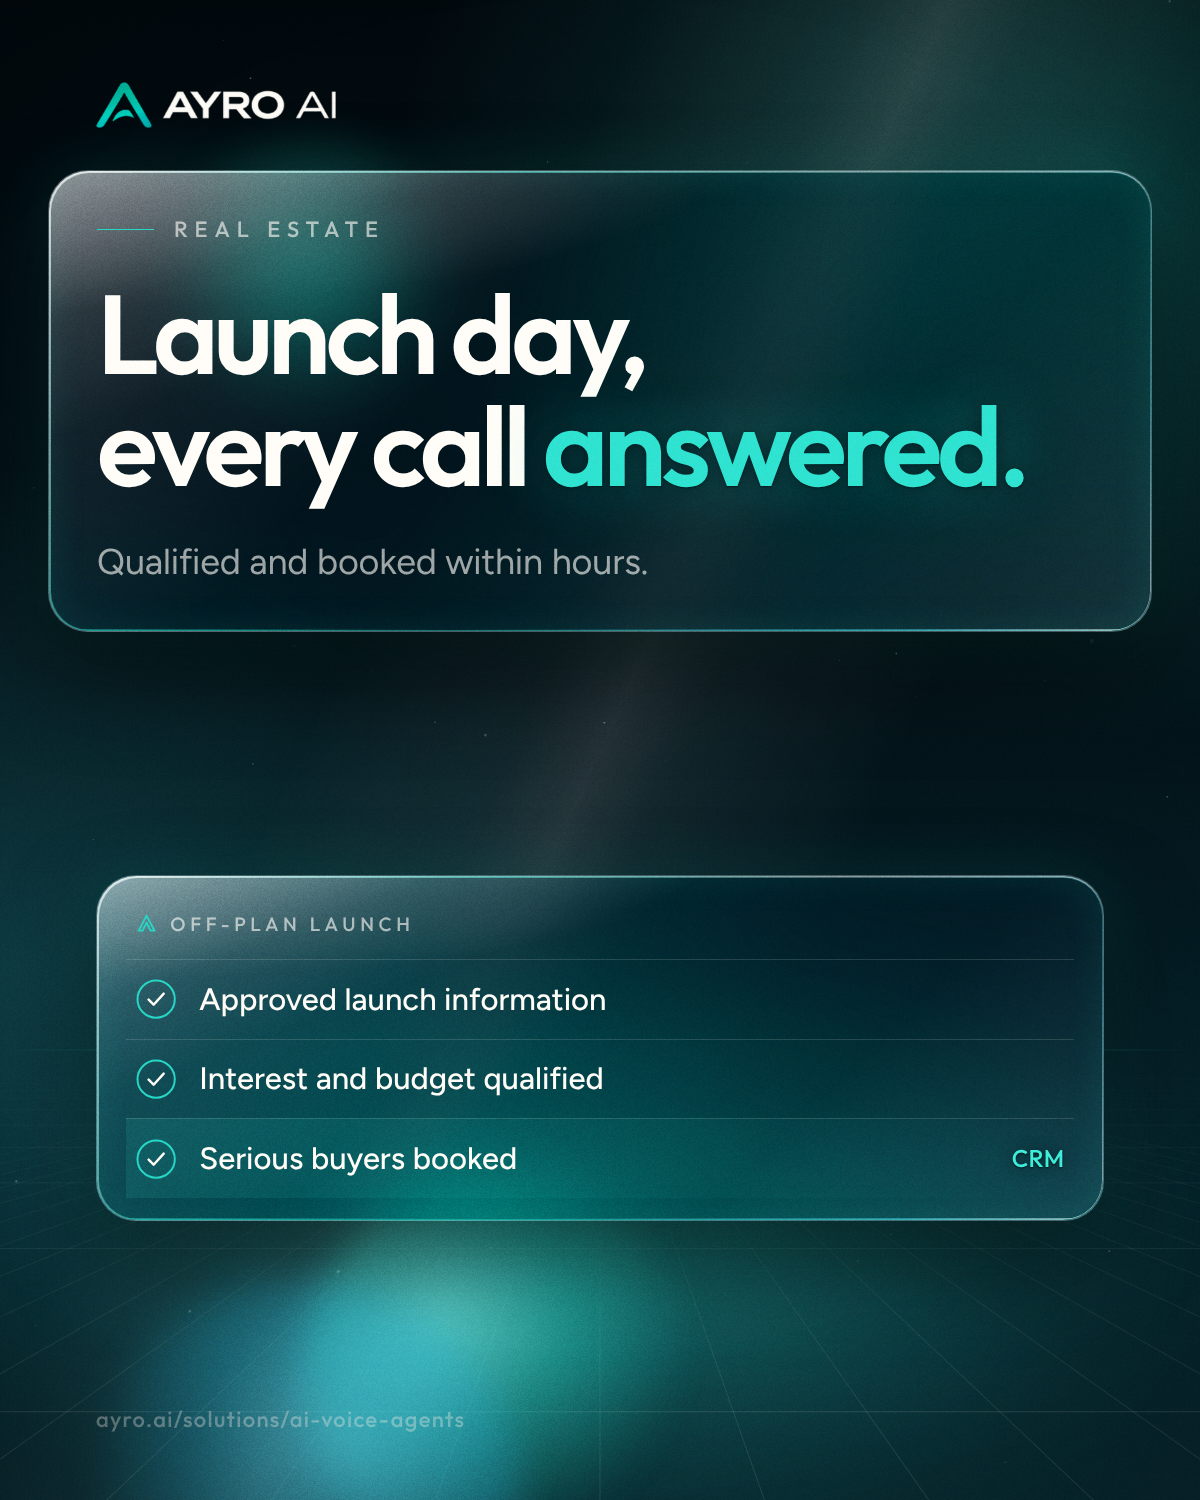 AYRO AI
REAL ESTATE
Launch day,
every call answered.
Qualified and booked within hours.
OFF-PLAN LAUNCH
Approved launch information
Interest and budget qualified
Serious buyers booked
CRM
ayro.ai/solutions/ai-voice-agents